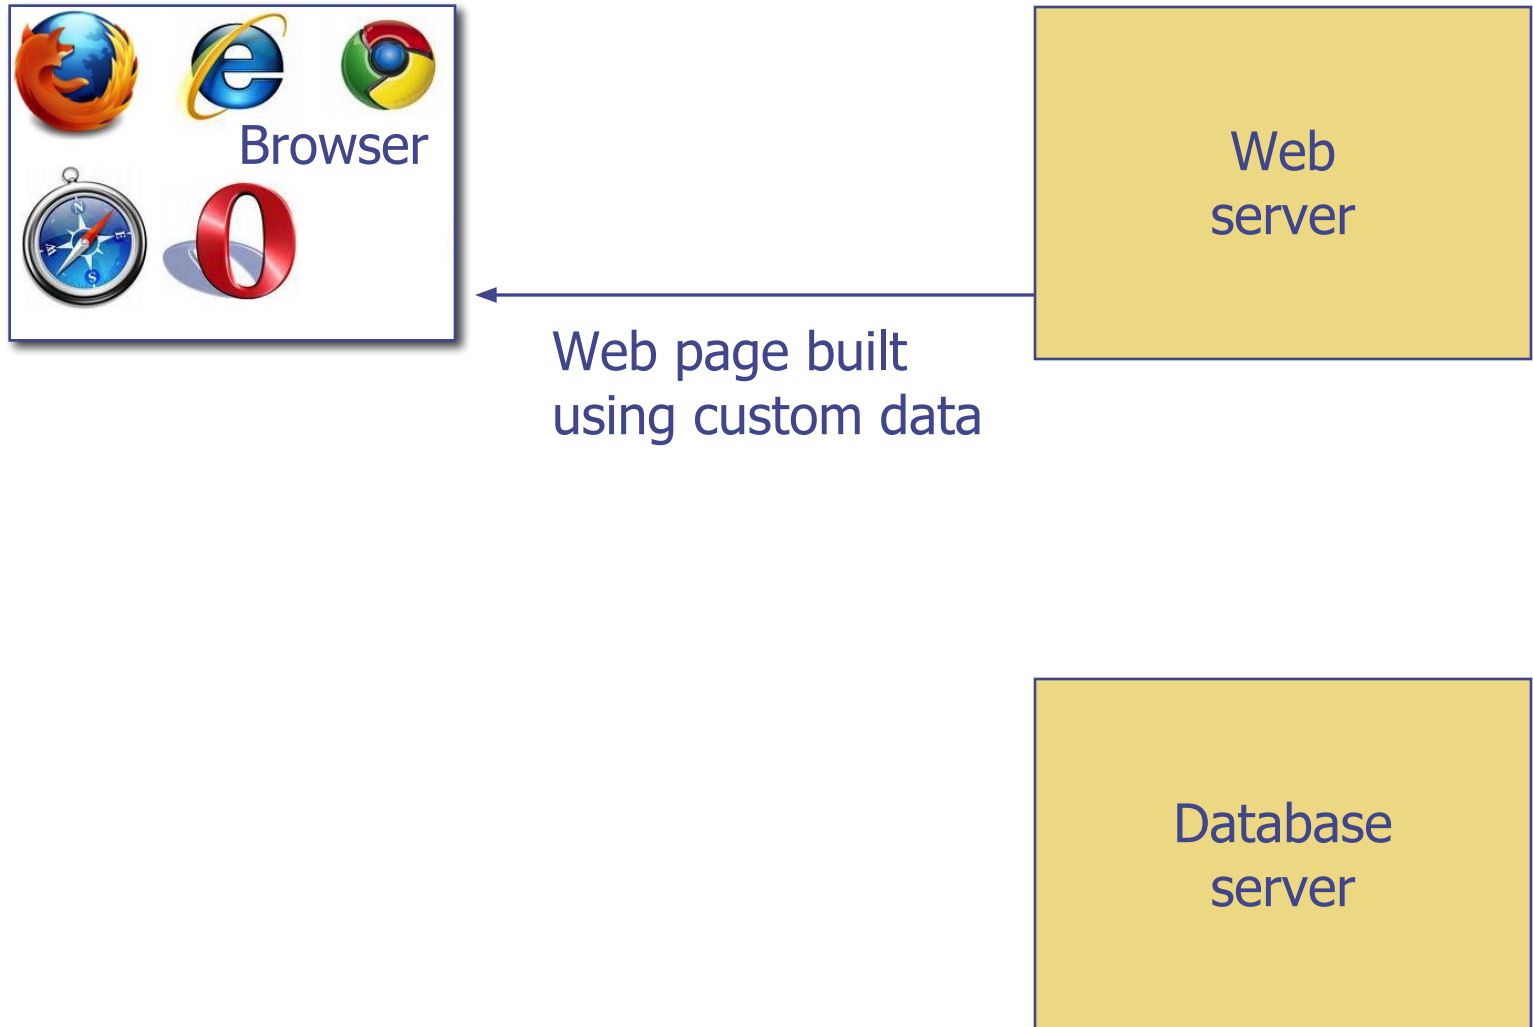 Browser
Web
server
Web page built
using custom data
Database
server